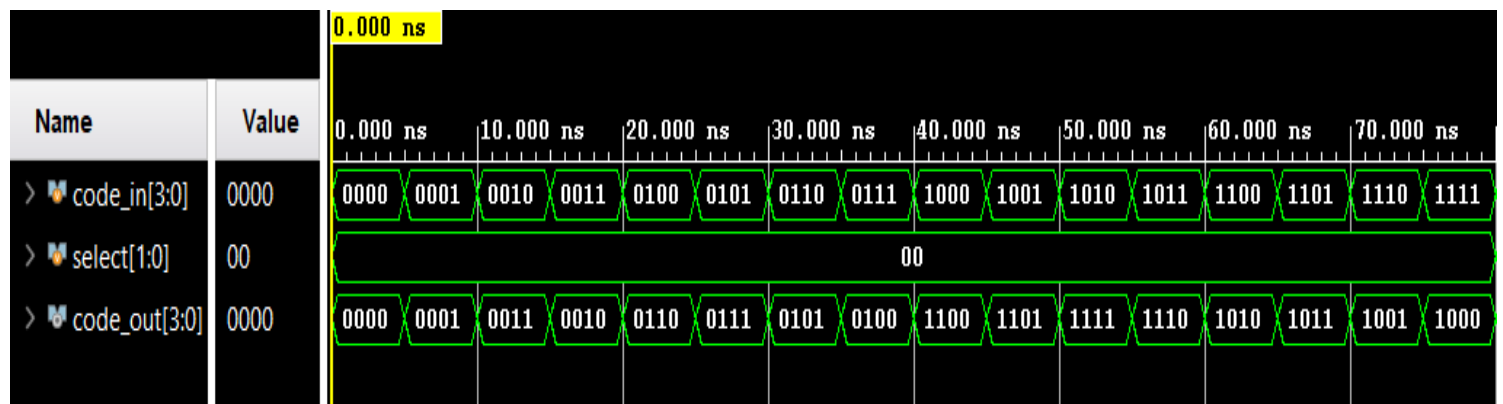 0.000 ns
Name Value 0.000 ns 10.000 ns 20.000 ns 30.000 ns 40.000 ns 50.000 ns 60.000 ns 70.000 ns
code_in[3:0] 0000 0000 0001 0010 0011 0100 0101 0110 0111 1000 1001 1010 1011 1100 1101 1110 1111
select[1:0] 00 00
code_out[3:0] 0000 0000 0001 0011 0010 0110 0111 0101 0100 1100 1101 1111 1110 1010 1011 1001 1000